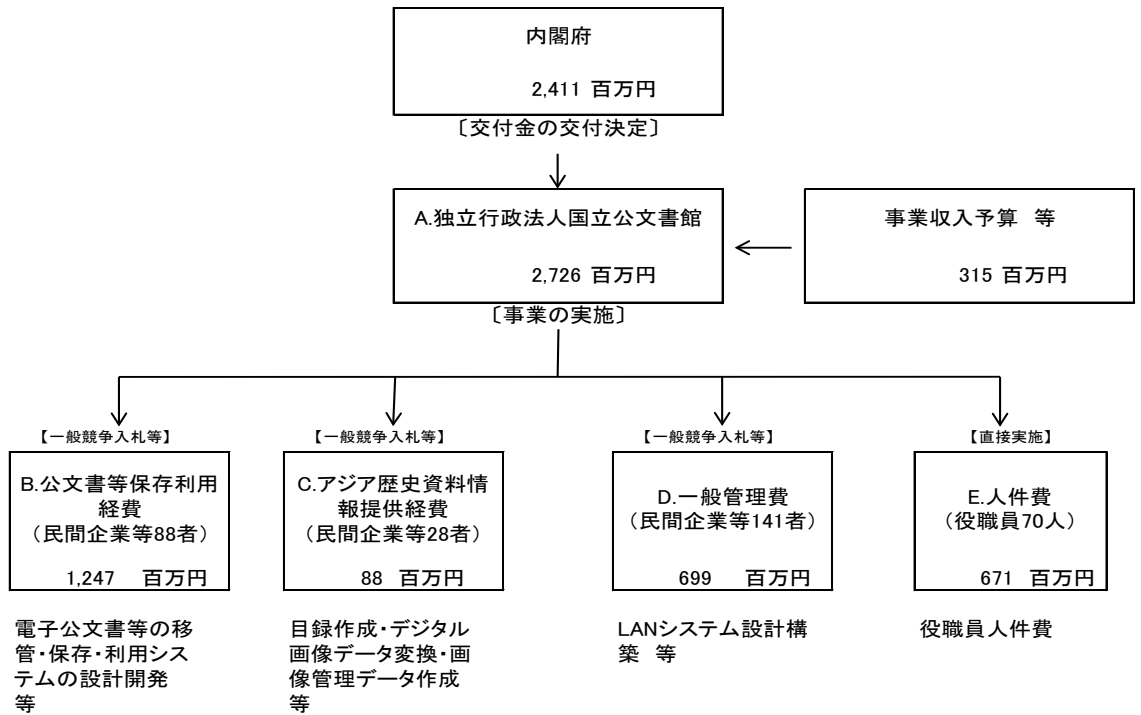 内閣府
2,411 百万円
〔交付金の交付決定〕
A.独立行政法人国立公文書館
2,726 百万円
〔事業の実施〕
事業収入予算　等
315 百万円
【一般競争入札等】
B.公文書等保存利用
経費
（民間企業等88者）
1,247　百万円
電子公文書等の移
管・保存・利用シス
テムの設計開発
等
【一般競争入札等】
C.アジア歴史資料情
報提供経費
（民間企業等28者）
88　百万円
目録作成・デジタル
画像データ変換・画
像管理データ作成
等
【一般競争入札等】
D.一般管理費
（民間企業等141者）
699　百万円
LANシステム設計構
築　等
【直接実施】
E.人件費
（役職員70人）
671　百万円
役職員人件費